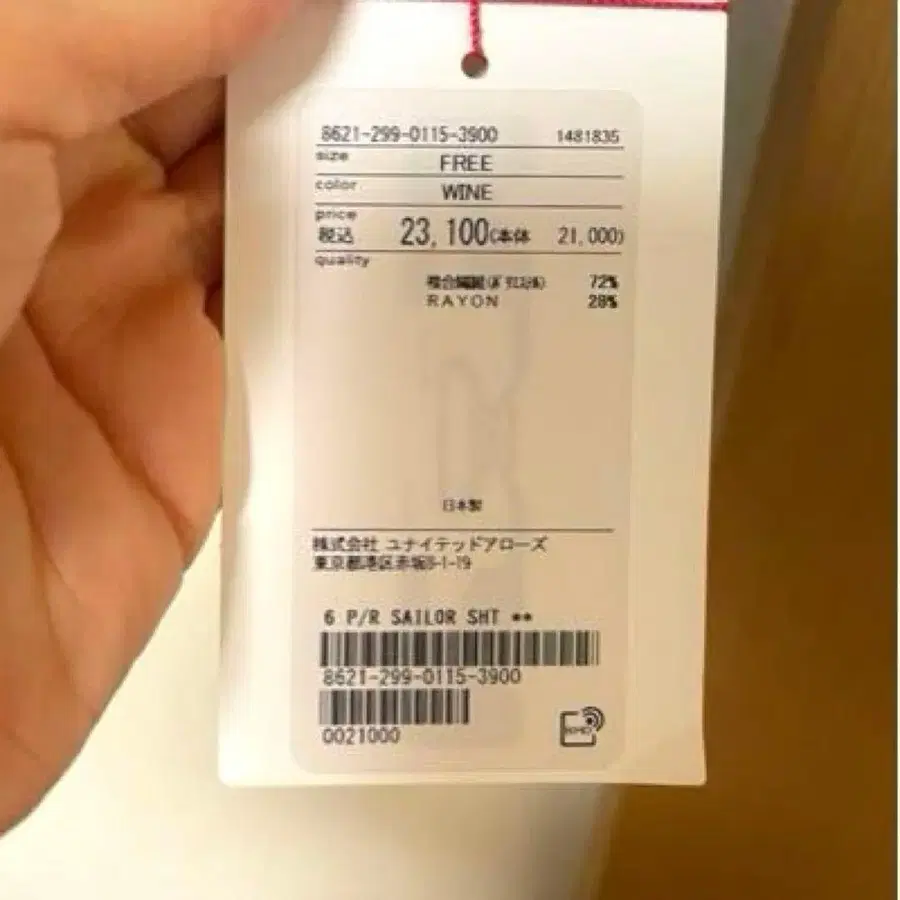 8621-299-0115-3900 1481835
size FREE
color WINE
price
税込 23,100(本体 21,000)
quality
複合繊維(ポリエステル) 72%
RAYON 28%
日本製
株式会社 ユナイテッドアローズ
東京都港区赤坂8-1-19
6 P/R SAILOR SHT **
8621-299-0115-3900
0021000